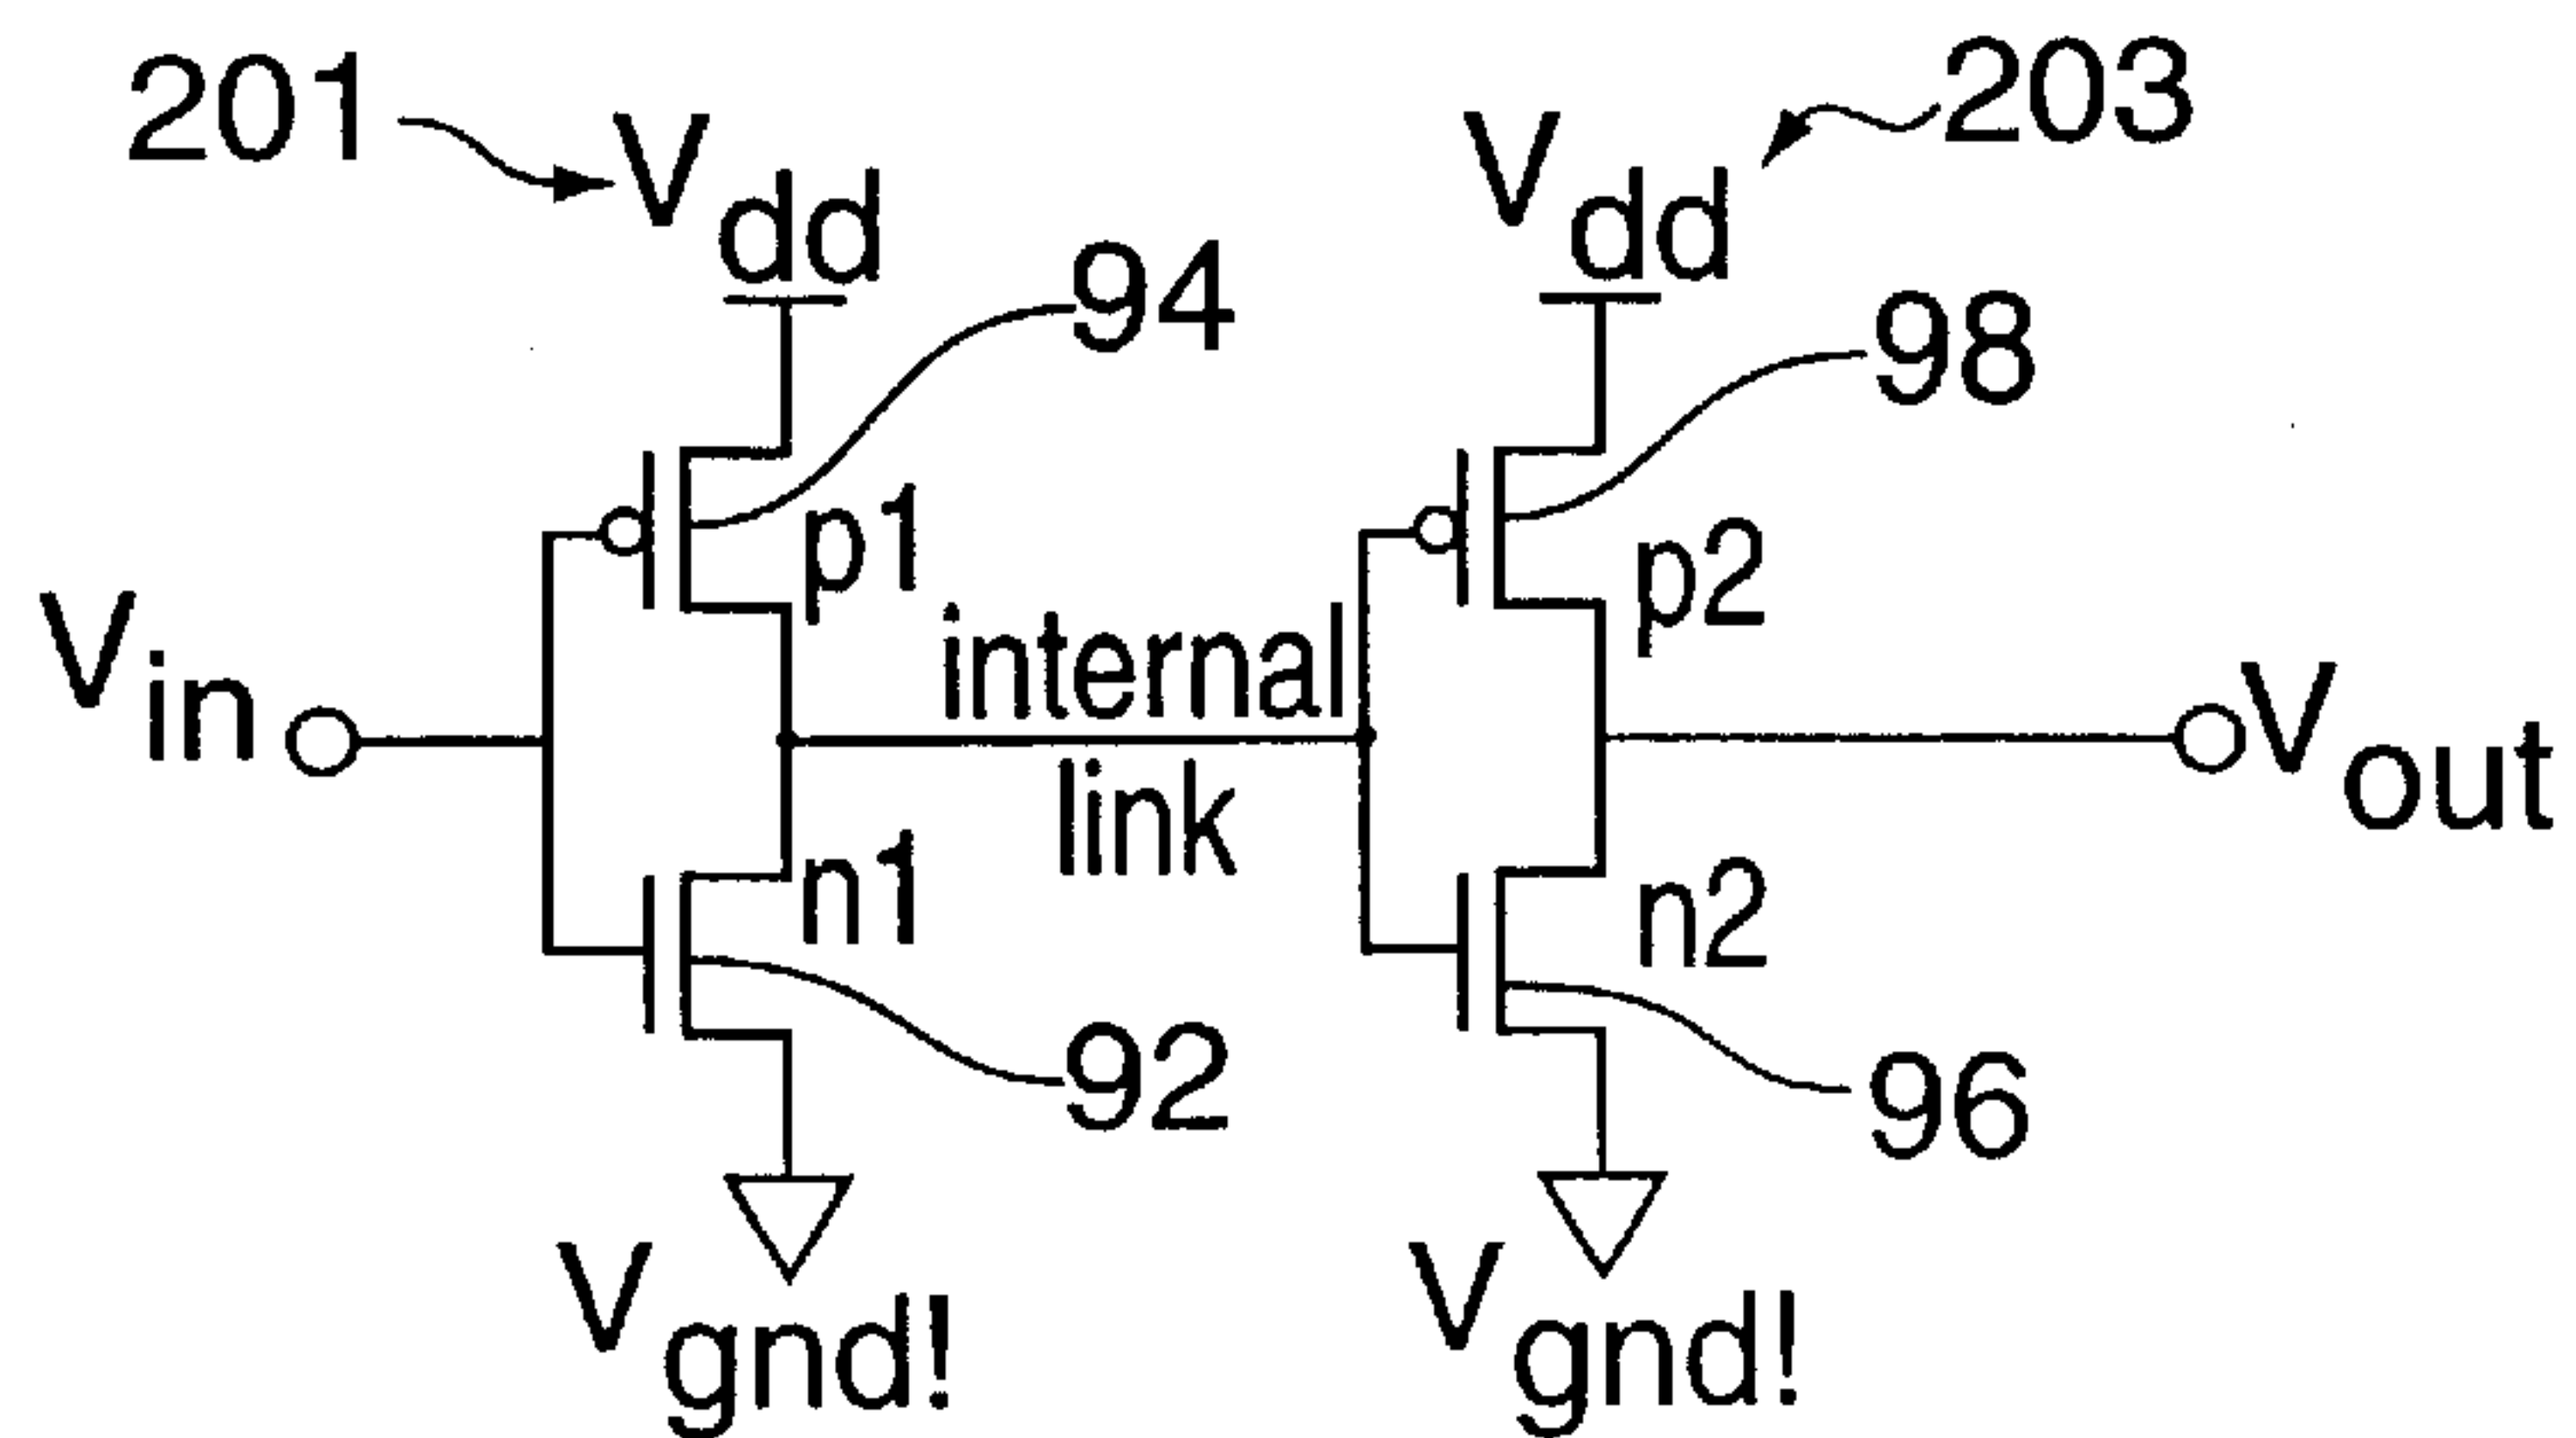 201
203
Vdd
Vdd
94
98
p1
p2
Vin
internal
link
Vout
n1
n2
92
96
Vgnd!
Vgnd!